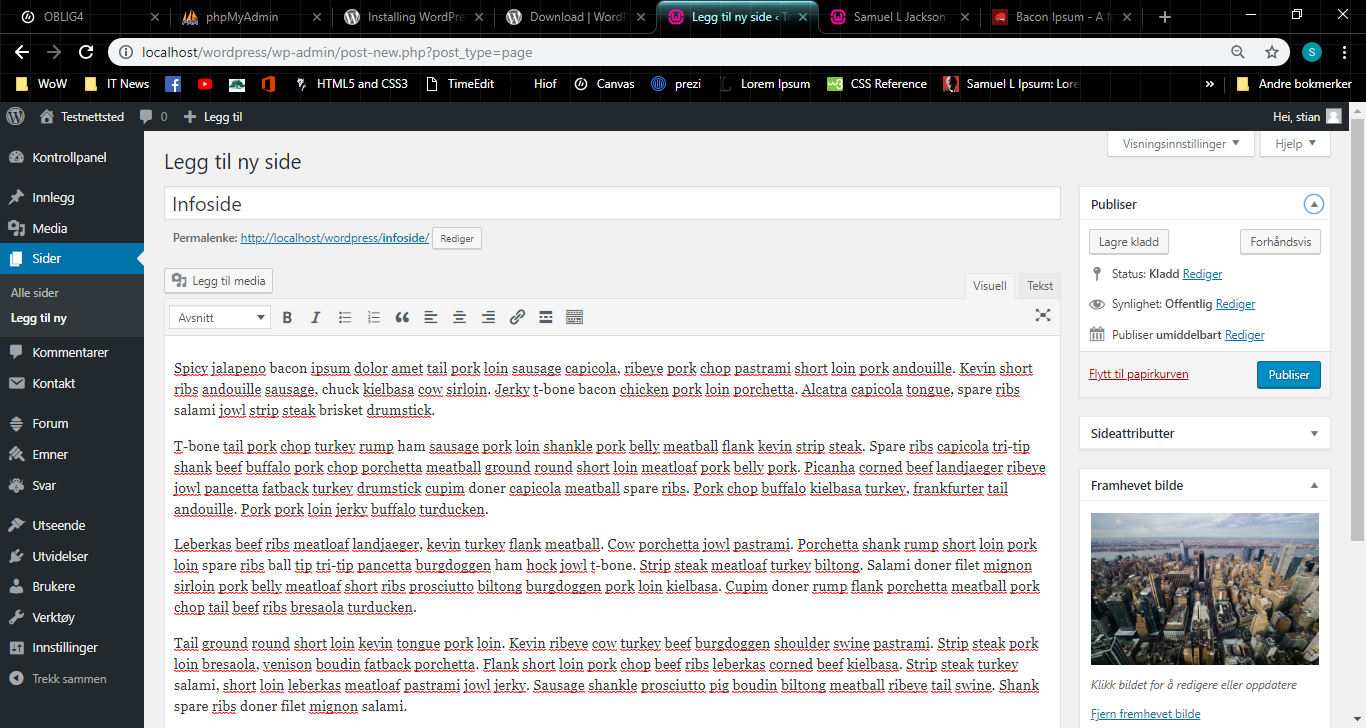 OBLIG4
phpMyAdmin
Installing WordPre
Download | WordF
Legg til ny side ‹ T
Samuel L Jackson
Bacon Ipsum - A M
localhost/wordpress/wp-admin/post-new.php?post_type=page
S
WoW
IT News
HTML5 and CSS3
TimeEdit
Hiof
Canvas
prezi
Lorem Ipsum
CSS Reference
Samuel L Ipsum: Lore
»
Andre bokmerker
Testnettsted
0
Legg til
Hei, stian
Kontrollpanel
Innlegg
Media
Sider
Alle sider
Legg til ny
Kommentarer
Kontakt
Forum
Emner
Svar
Utseende
Utvidelser
Brukere
Verktøy
Innstillinger
Trekk sammen
Visningsinnstillinger
Hjelp
Legg til ny side
Infoside
Permalenke: http://localhost/wordpress/infoside/ Rediger
Legg til media
Visuell
Tekst
Avsnitt
B I
Spicy jalapeno bacon ipsum dolor amet tail pork loin sausage capicola, ribeye pork chop pastrami short loin pork andouille. Kevin short
ribs andouille sausage, chuck kielbasa cow sirloin. Jerky t-bone bacon chicken pork loin porchetta. Alcatra capicola tongue, spare ribs
salami jowl strip steak brisket drumstick.
T-bone tail pork chop turkey rump ham sausage pork loin shankle pork belly meatball flank kevin strip steak. Spare ribs capicola tri-tip
shank beef buffalo pork chop porchetta meatball ground round short loin meatloaf pork belly pork. Picanha corned beef landjaeger ribeye
jowl pancetta fatback turkey drumstick cupim doner capicola meatball spare ribs. Pork chop buffalo kielbasa turkey, frankfurter tail
andouille. Pork pork loin jerky buffalo turducken.
Leberkas beef ribs meatloaf landjaeger, kevin turkey flank meatball. Cow porchetta jowl pastrami. Porchetta shank rump short loin pork
loin spare ribs ball tip tri-tip pancetta burgdoggen ham hock jowl t-bone. Strip steak meatloaf turkey biltong. Salami doner filet mignon
sirloin pork belly meatloaf short ribs prosciutto biltong burgdoggen pork loin kielbasa. Cupim doner rump flank porchetta meatball pork
chop tail beef ribs bresaola turducken.
Tail ground round short loin kevin tongue pork loin. Kevin ribeye cow turkey beef burgdoggen shoulder swine pastrami. Strip steak pork
loin bresaola, venison boudin fatback porchetta. Flank short loin pork chop beef ribs leberkas corned beef kielbasa. Strip steak turkey
salami, short loin leberkas meatloaf pastrami jowl jerky. Sausage shankle prosciutto pig boudin biltong meatball ribeye tail swine. Shank
spare ribs doner filet mignon salami.
Publiser
Lagre kladd
Forhåndsvis
Status: Kladd Rediger
Synlighet: Offentlig Rediger
Publiser umiddelbart Rediger
Flytt til papirkurven
Publiser
Sideattributter
Framhevet bilde
Klikk bildet for å redigere eller oppdatere
Fjern fremhevet bilde